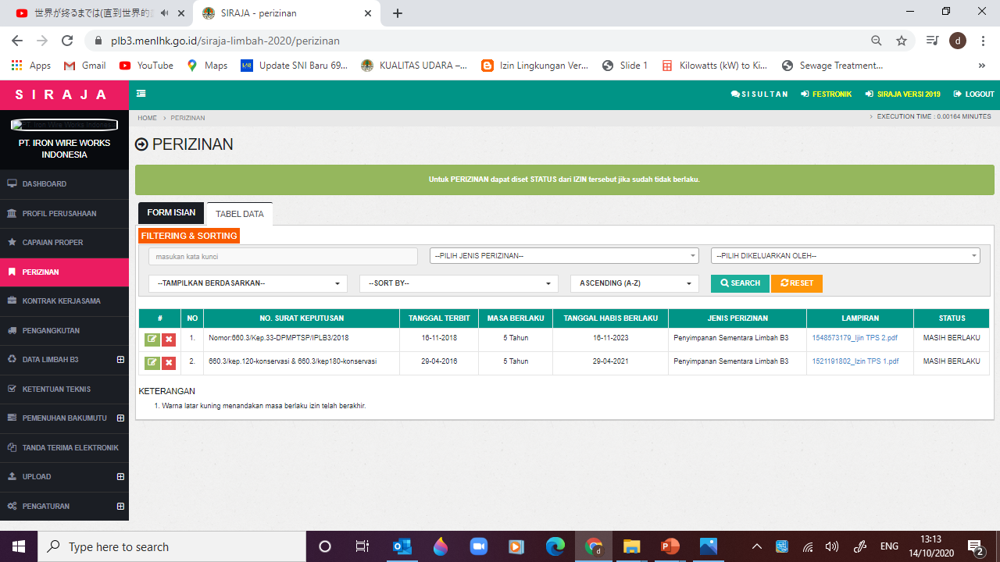 世界が終るまでは(直到世界的
SIRAJA - perizinan
plb3.menlhk.go.id/siraja-limbah-2020/perizinan
d
Apps
Gmail
YouTube
Maps
Update SNI Baru 69...
KUALITAS UDARA –...
Izin Lingkungan Ver...
Slide 1
Kilowatts (kW) to Ki...
Sewage Treatment...
»
S I R A J A
S I S U L T A N
FESTRONIK
SIRAJA VERSI 2019
LOGOUT
PT. Iron Wire Works Indonesia
PT. IRON WIRE WORKS
INDONESIA
HOME > PERIZINAN
> EXECUTION TIME : 0.00164 MINUTES
PERIZINAN
Untuk PERIZINAN dapat diset STATUS dari IZIN tersebut jika sudah tidak berlaku.
DASHBOARD
PROFIL PERUSAHAAN
CAPAIAN PROPER
PERIZINAN
KONTRAK KERJASAMA
PENGANGKUTAN
DATA LIMBAH B3
KETENTUAN TEKNIS
PEMENUHAN BAKUMUTU
TANDA TERIMA ELEKTRONIK
UPLOAD
PENGATURAN
FORM ISIAN
TABEL DATA
FILTERING & SORTING
masukan kata kunci
--PILIH JENIS PERIZINAN--
--PILIH DIKELUARKAN OLEH--
--TAMPILKAN BERDASARKAN--
--SORT BY--
ASCENDING (A-Z)
SEARCH
RESET
# NO NO. SURAT KEPUTUSAN TANGGAL TERBIT MASA BERLAKU TANGGAL HABIS BERLAKU JENIS PERIZINAN LAMPIRAN STATUS
1. Nomor:660.3/Kep.33-DPMPTSP/IPLB3/2018 16-11-2018 5 Tahun 16-11-2023 Penyimpanan Sementara Limbah B3 1548573179_Ijin TPS 2.pdf MASIH BERLAKU
2. 660.3/kep.120-konservasi & 660.3/kep180-konservasi 29-04-2016 5 Tahun 29-04-2021 Penyimpanan Sementara Limbah B3 1521191802_Izin TPS 1.pdf MASIH BERLAKU
KETERANGAN
1. Warna latar kuning menandakan masa berlaku izin telah berakhir.
Type here to search
ENG
13:13
14/10/2020
2